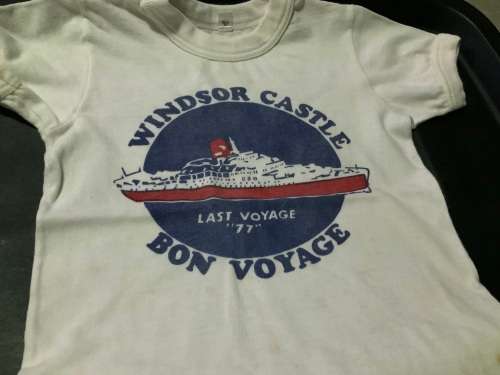 WINDSOR CASTLE
LAST VOYAGE
"77"
BON VOYAGE